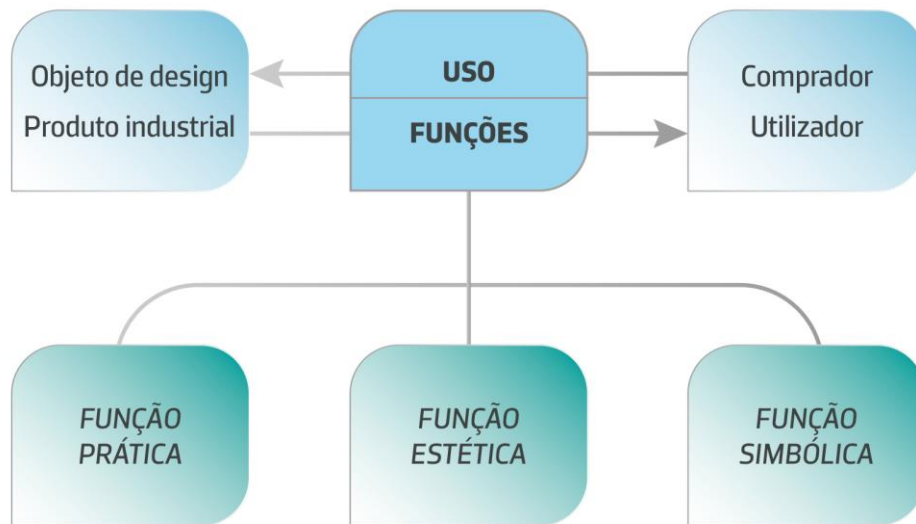 Objeto de design
Produto industrial
USO
FUNÇÕES
Comprador
Utilizador
FUNÇÃO
PRÁTICA
FUNÇÃO
ESTÉTICA
FUNÇÃO
SIMBÓLICA